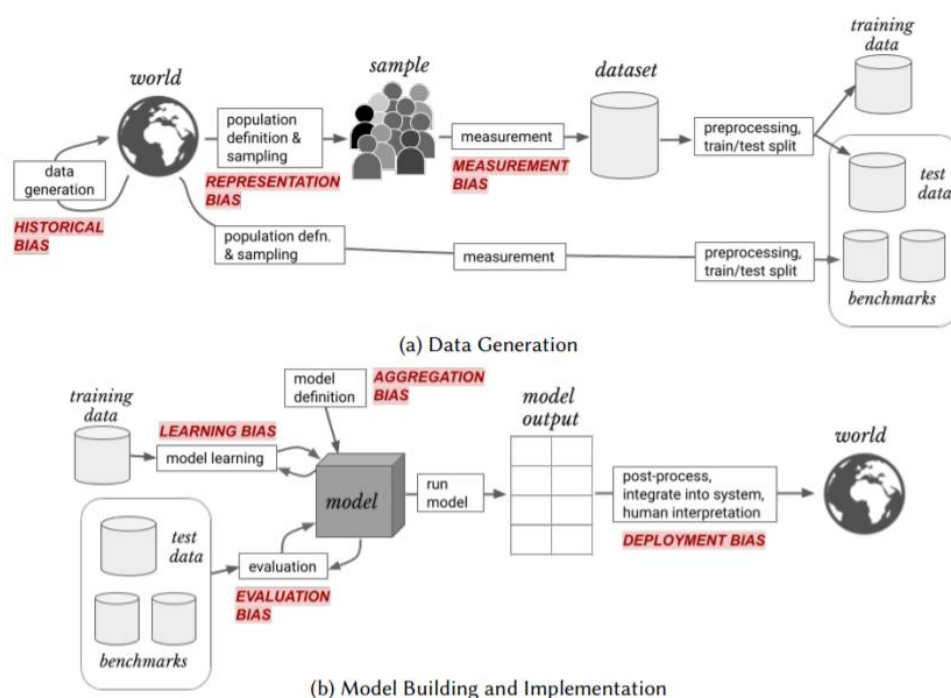 training
data
world
sample
dataset
population
definition &
sampling
measurement
preprocessing,
train/test split
data
generation
REPRESENTATION
BIAS
MEASUREMENT
BIAS
test
data
HISTORICAL
BIAS
population defn.
& sampling
measurement
preprocessing,
train/test split
benchmarks
(a) Data Generation
training
data
LEARNING BIAS
model learning
model
definition
AGGREGATION
BIAS
model
output
world
model
run
model
post-process,
integrate into system,
human interpretation
DEPLOYMENT BIAS
test
data
evaluation
EVALUATION
BIAS
benchmarks
(b) Model Building and Implementation